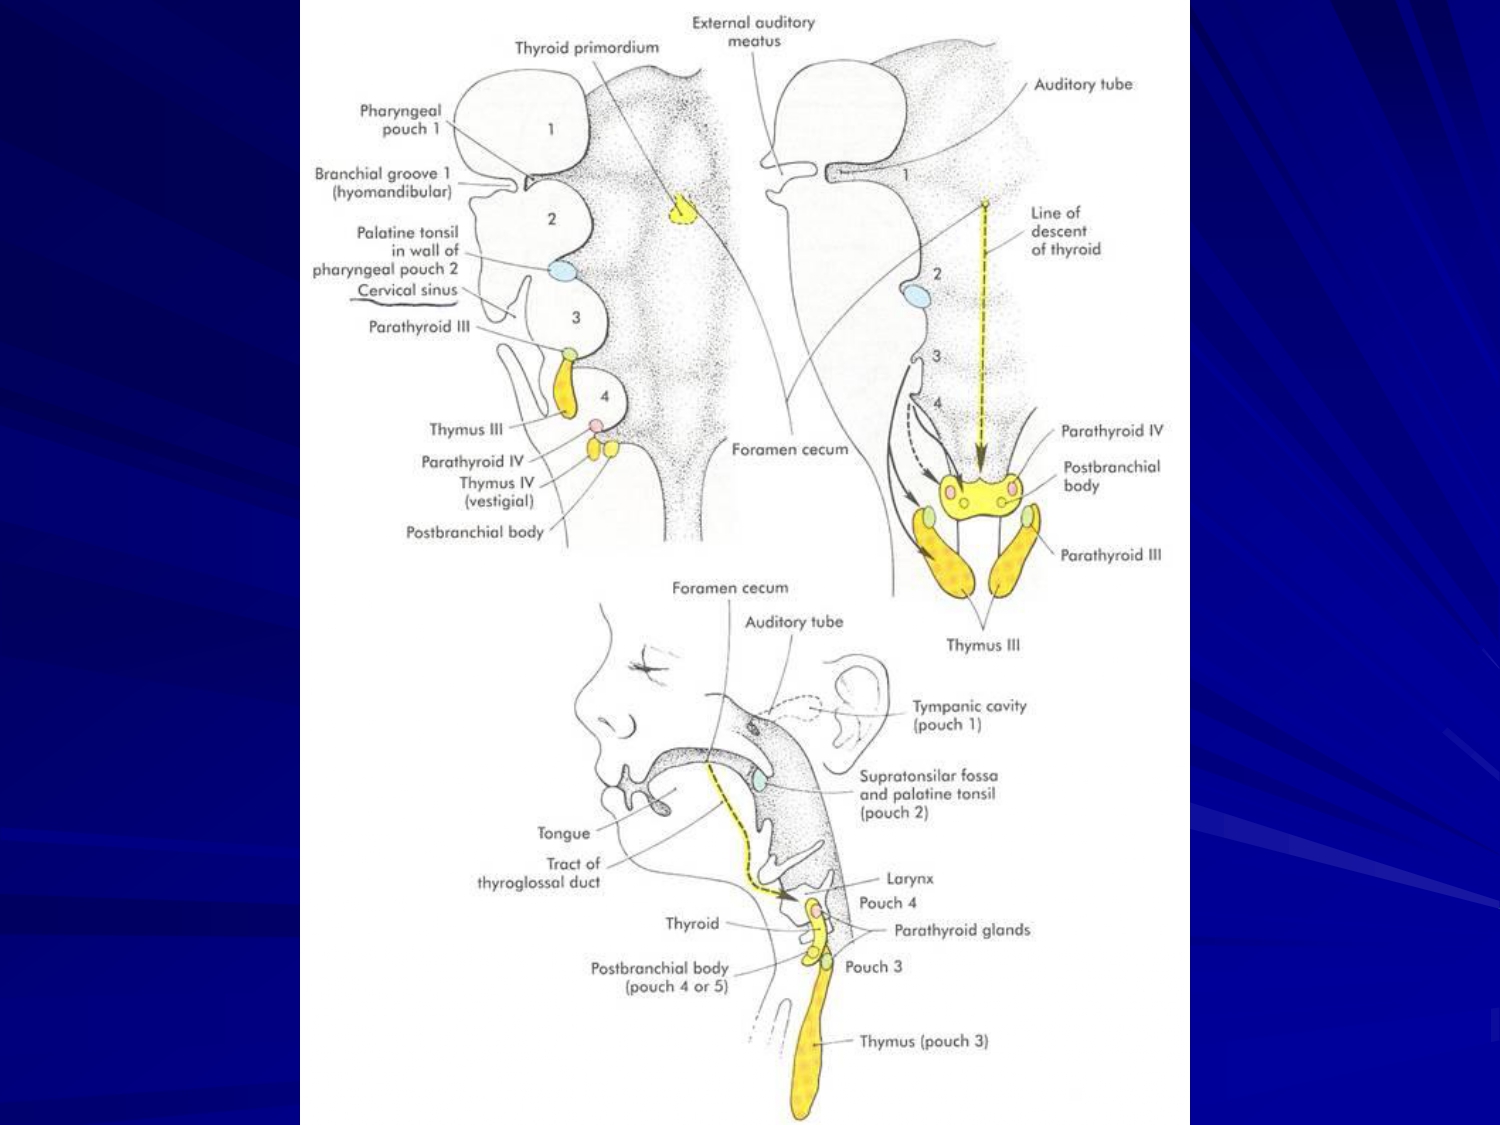 Thyroid primordium
Pharyngeal
pouch 1
Branchial groove 1
(hyomandibular)
Palatine tonsil
in wall of
pharyngeal pouch 2
Cervical sinus
Parathyroid III
Thymus III
Parathyroid IV
Thymus IV
(vestigial)
Postbranchial body
1
2
3
4
External auditory
meatus
Auditory tube
1
Line of
descent
of thyroid
2
3
4
Foramen cecum
Parathyroid IV
Postbranchial
body
Parathyroid III
Thymus III
Foramen cecum
Auditory tube
Tympanic cavity
(pouch 1)
Supratonsilar fossa
and palatine tonsil
(pouch 2)
Tongue
Tract of
thyroglossal duct
Larynx
Pouch 4
Thyroid
Parathyroid glands
Postbranchial body
(pouch 4 or 5)
Pouch 3
Thymus (pouch 3)